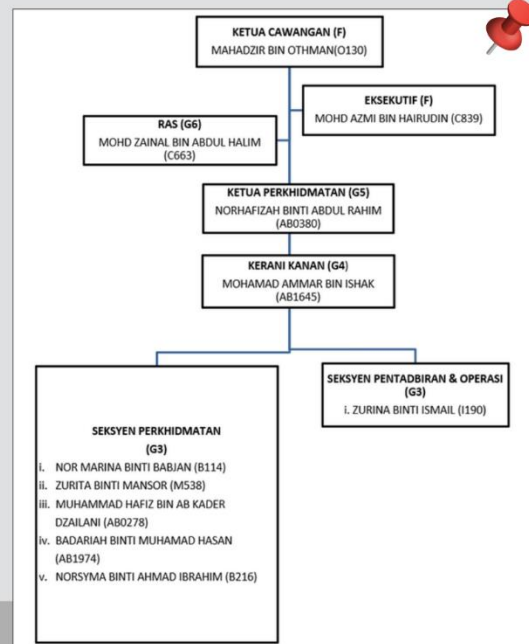 KETUA CAWANGAN (F)
MAHADZIR BIN OTHMAN(O130)
EKSEKUTIF (F)
MOHD AZMI BIN HAIRUDIN (C839)
RAS (G6)
MOHD ZAINAL BIN ABDUL HALIM
(C663)
KETUA PERKHIDMATAN (G5)
NORHAFIZAH BINTI ABDUL RAHIM
(AB0380)
KERANI KANAN (G4)
MOHAMAD AMMAR BIN ISHAK
(AB1645)
SEKSYEN PERKHIDMATAN
(G3)
i. NOR MARINA BINTI BABJAN (B114)
ii. ZURITA BINTI MANSOR (M538)
iii. MUHAMMAD HAFIZ BIN AB KADER
DZAILANI (AB0278)
iv. BADARIAH BINTI MUHAMAD HASAN
(AB1974)
v. NORSYMA BINTI AHMAD IBRAHIM (B216)
SEKSYEN PENTADBIRAN & OPERASI
(G3)
i. ZURINA BINTI ISMAIL (I190)